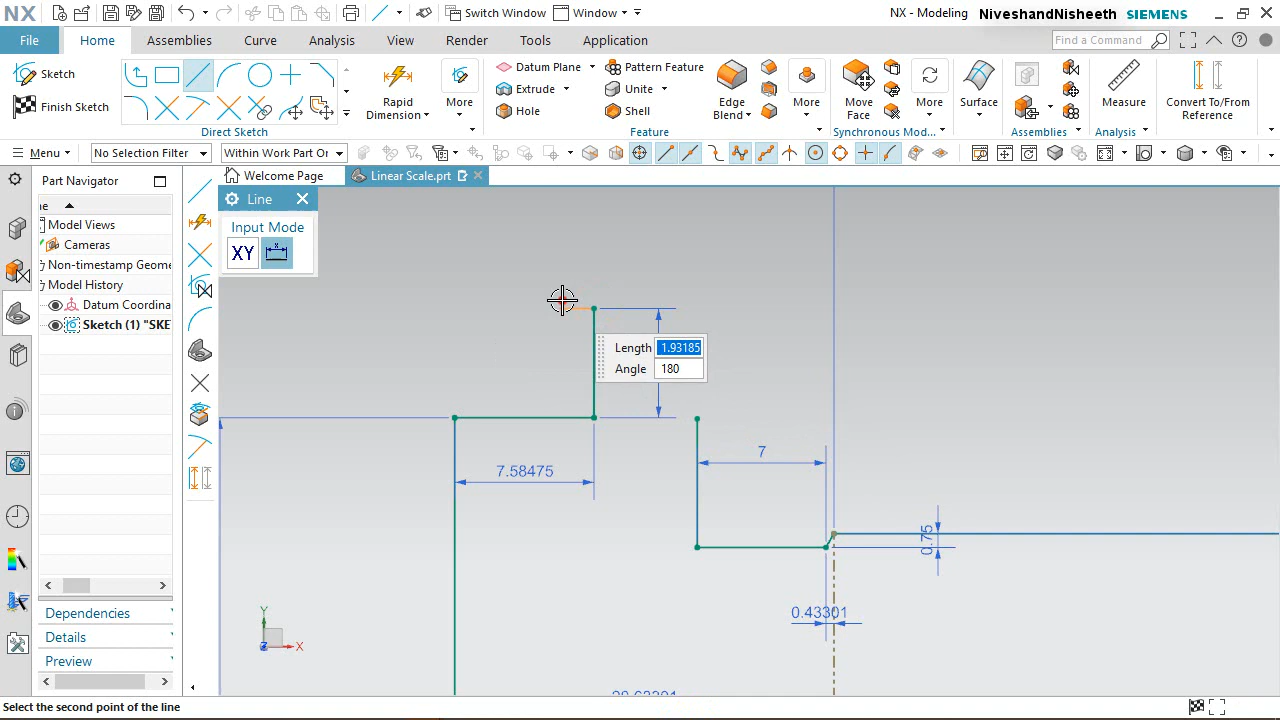 NX Switch Window Window NX - Modeling NiveshandNisheeth SIEMENS
File Home Assemblies Curve Analysis View Render Tools Application Find a Command
Sketch
Finish Sketch
Direct Sketch
Rapid Dimension
More
Datum Plane
Extrude
Hole
Pattern Feature
Unite
Shell
Edge Blend
More
Feature
Move Face
More
Synchronous Mod...
Surface
Assemblies
Measure
Analysis
Convert To/From Reference
Menu No Selection Filter Within Work Part On
Part Navigator Welcome Page Linear Scale.prt
Line
Model Views
Cameras
Non-timestamp Geome
Model History
Datum Coordina
Sketch (1) "SKE
Input Mode
XY
Length 1.93185
Angle 180
7
7.58475
0.75
0.43301
Y
Z X
Dependencies
Details
Preview
Select the second point of the line